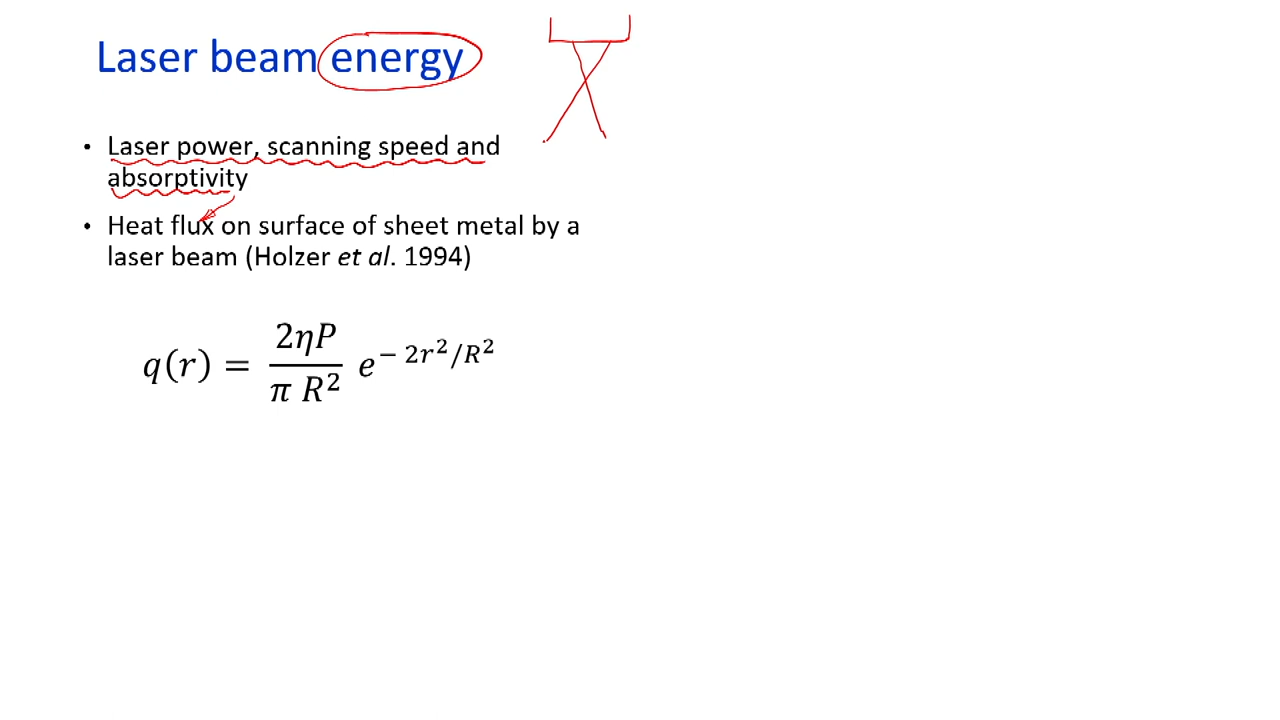 Laser beam energy
• Laser power, scanning speed and
absorptivity
• Heat flux on surface of sheet metal by a
laser beam (Holzer et al. 1994)
q(r) = 2ηP / π R² e^{− 2r²/R²}